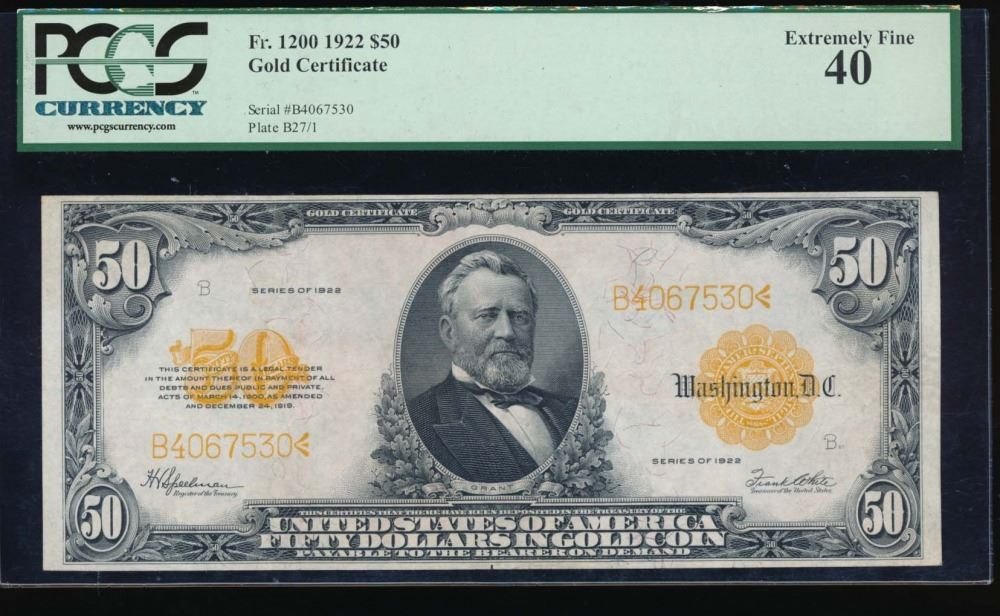 PCGS
CURRENCY
www.pcgscurrency.com
Fr. 1200 1922 $50
Gold Certificate
Serial #B4067530
Plate B27/1
Extremely Fine
40
GOLD CERTIFICATE
GOLD CERTIFICATE
50
50
B
SERIES OF 1922
B4067530
50
THIS CERTIFICATE IS A LEGAL TENDER
IN THE AMOUNT THEREOF IN PAYMENT OF ALL
DEBTS AND DUES PUBLIC AND PRIVATE.
ACTS OF MARCH 14, 1900, AS AMENDED
AND DECEMBER 24, 1919.
Washington, D.C.
B4067530
B
SERIES OF 1922
H V Speelman
Register of the Treasury
GRANT
Frank White
Treasurer of the United States
50
50
THIS CERTIFIES THAT THERE HAVE BEEN DEPOSITED IN THE TREASURY OF THE
UNITED STATES OF AMERICA
FIFTY DOLLARS IN GOLD COIN
PAYABLE TO THE BEARER ON DEMAND